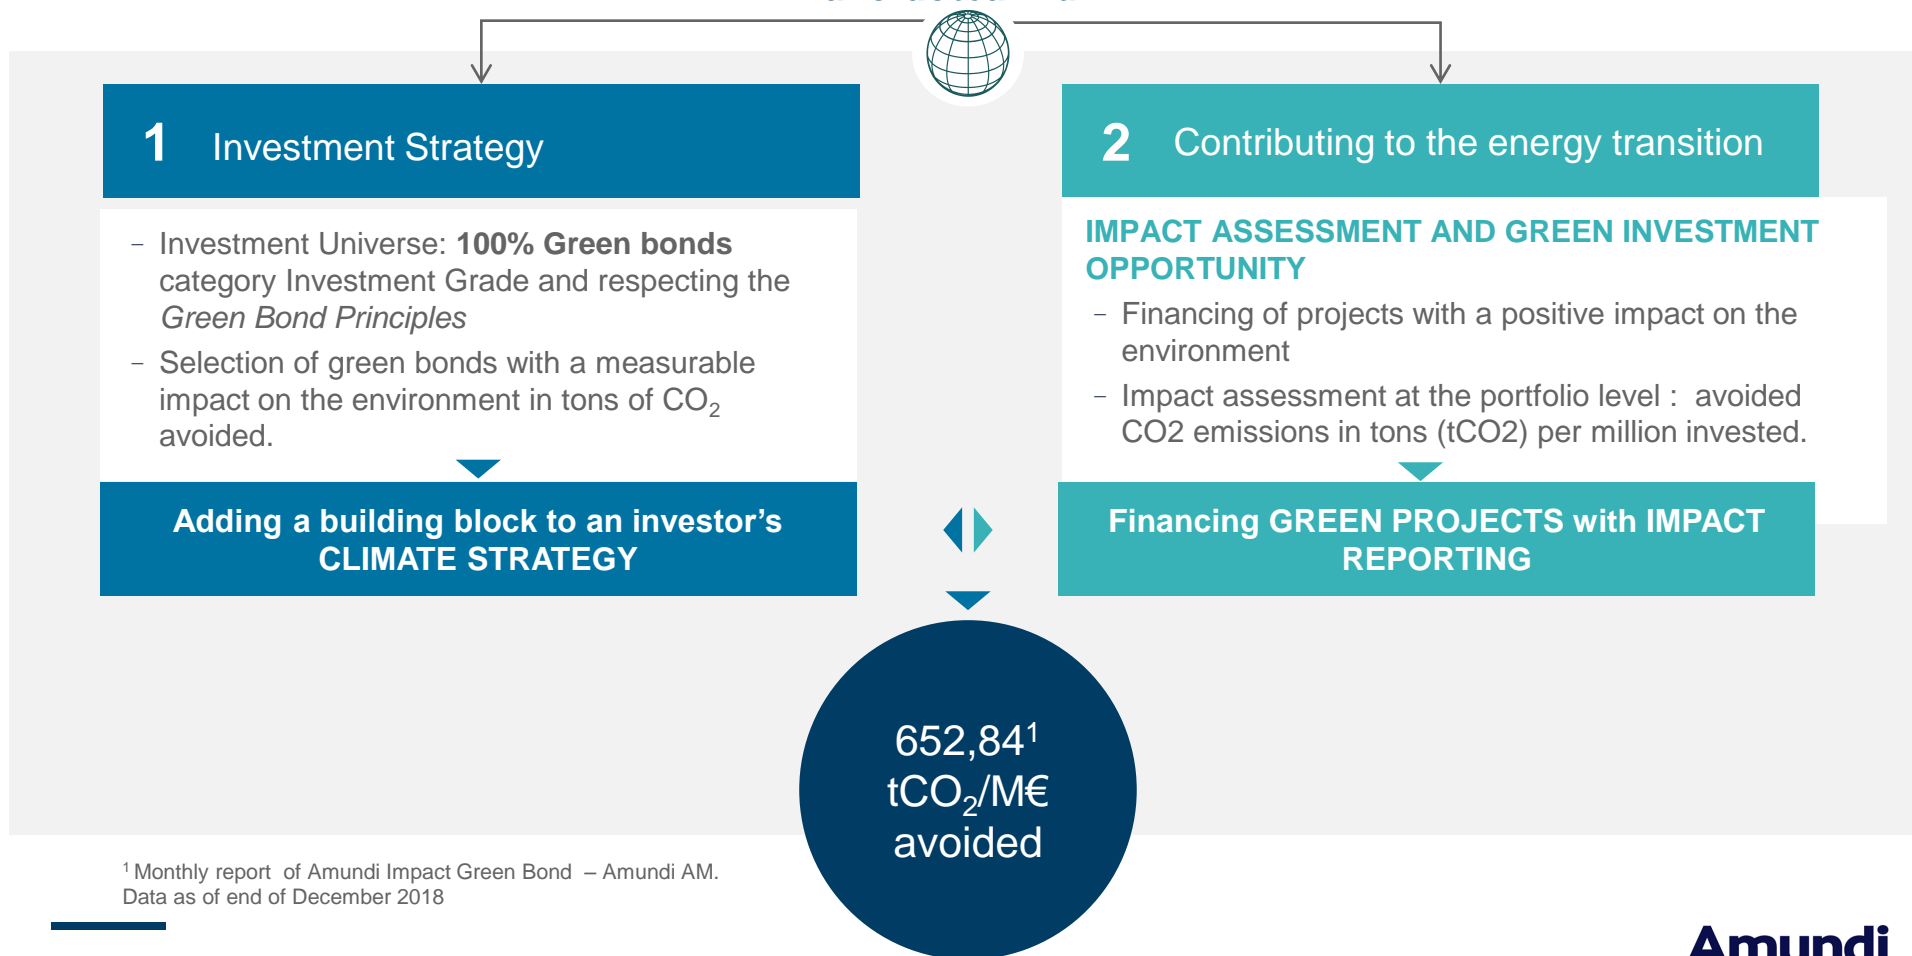 1 Investment Strategy
– Investment Universe: 100% Green bonds
category Investment Grade and respecting the
Green Bond Principles
– Selection of green bonds with a measurable
impact on the environment in tons of CO₂
avoided.
Adding a building block to an investor’s
CLIMATE STRATEGY
2 Contributing to the energy transition
IMPACT ASSESSMENT AND GREEN INVESTMENT
OPPORTUNITY
– Financing of projects with a positive impact on the
environment
– Impact assessment at the portfolio level : avoided
CO2 emissions in tons (tCO2) per million invested.
Financing GREEN PROJECTS with IMPACT
REPORTING
652,84¹
tCO₂/M€
avoided
¹ Monthly report of Amundi Impact Green Bond – Amundi AM.
Data as of end of December 2018
Amundi